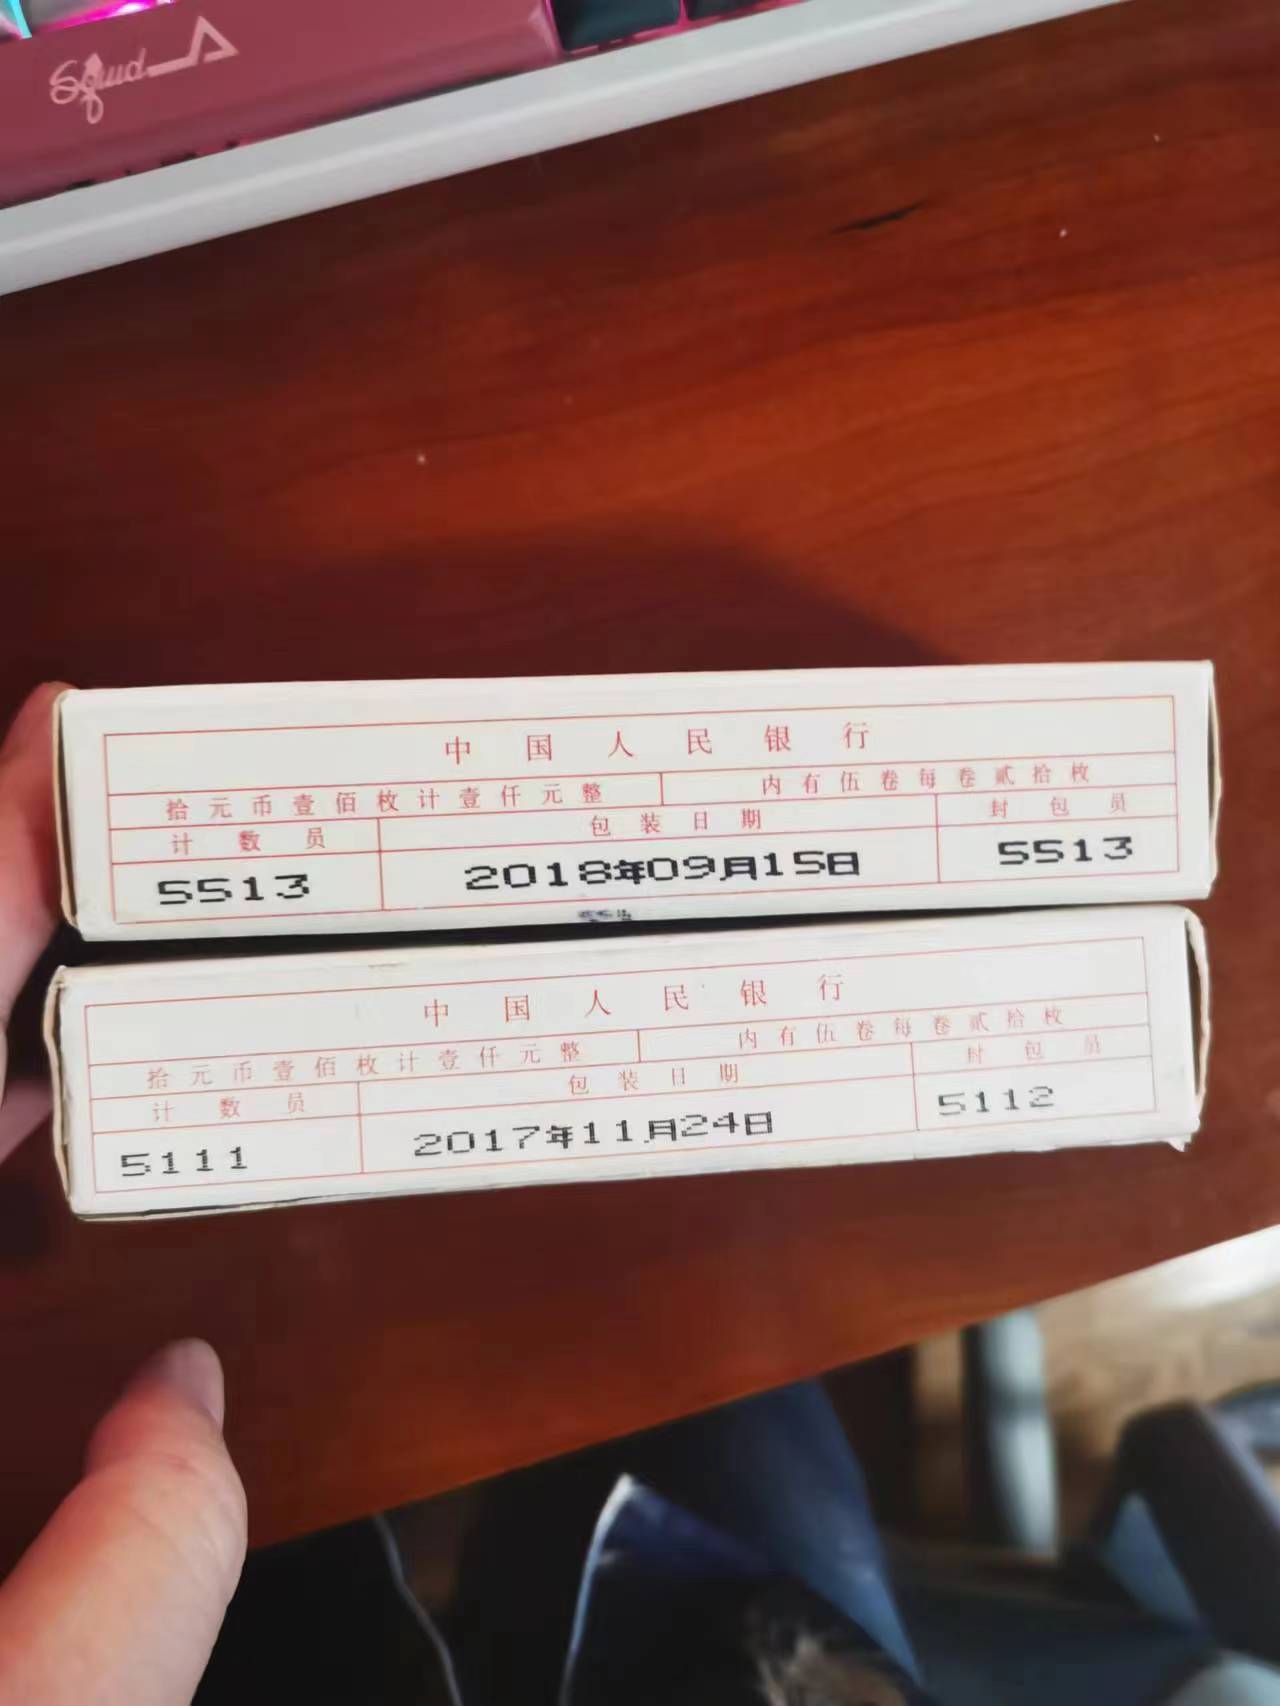 Squid
中国人民银行
拾元币壹佰枚计壹仟元整 内有伍卷每卷贰拾枚
计数员 包装日期 封包员
5513 2018年09月15日 5513
中国人民银行
拾元币壹佰枚计壹仟元整 内有伍卷每卷贰拾枚
计数员 包装日期 封包员
5111 2017年11月24日 5112